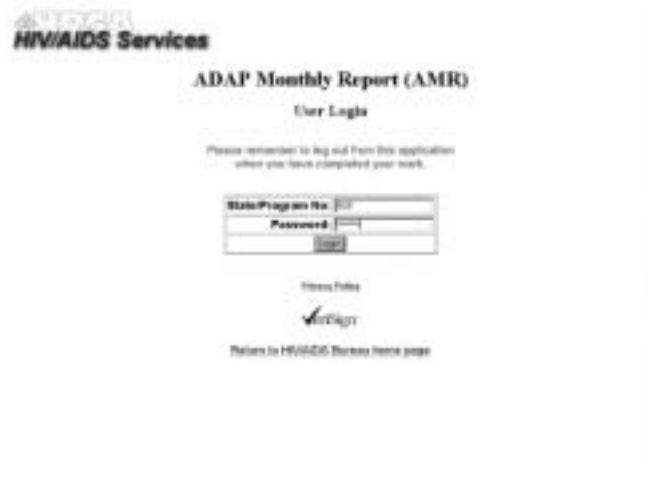 HRSA
HIV/AIDS Services
ADAP Monthly Report (AMR)
User Login
Please remember to log out from this application
when you have completed your work.
State/Program No:
Password:
Login
Privacy Policy
VeriSign
Return to HIV/AIDS Bureau home page